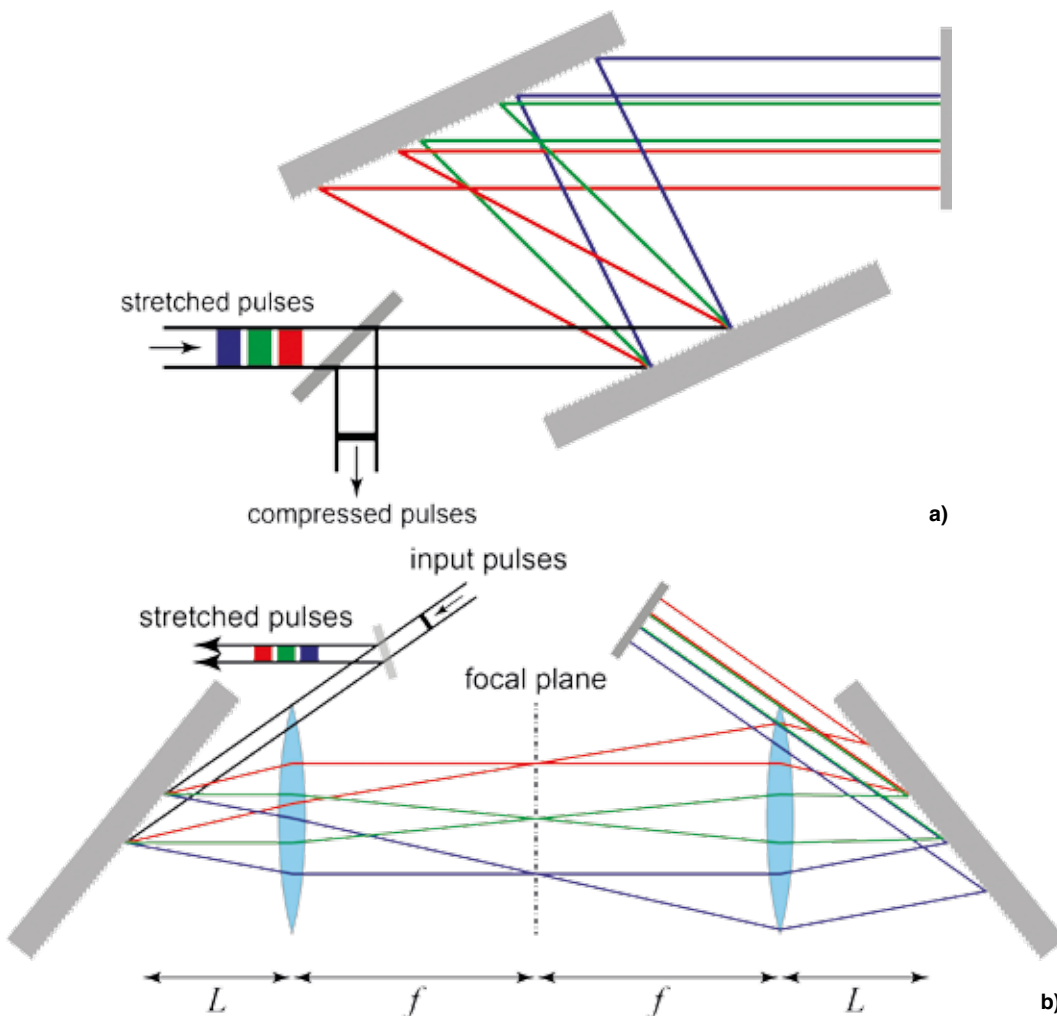 stretched pulses
compressed pulses
a)
input pulses
stretched pulses
focal plane
L
f
f
L
b)